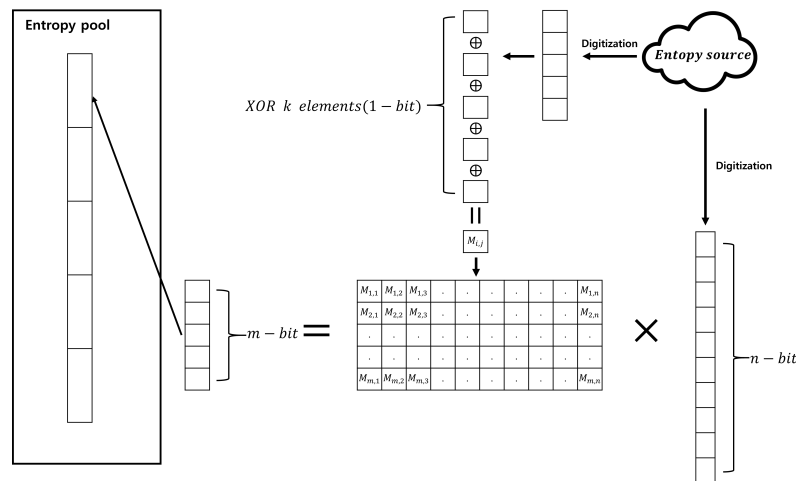 Entropy pool
XOR k elements(1 − bit)
⊕
⊕
⊕
⊕
Digitization
Entopy source
Digitization
=
M_{i,j}
m − bit =
M_{1,1} M_{1,2} M_{1,3} . . . . . . M_{1,n}
M_{2,1} M_{2,2} M_{2,3} . . . . . . M_{2,n}
. . . . . . . . . .
. . . . . . . . . .
M_{m,1} M_{m,2} M_{m,3} . . . . . . M_{m,n}
×
n − bit